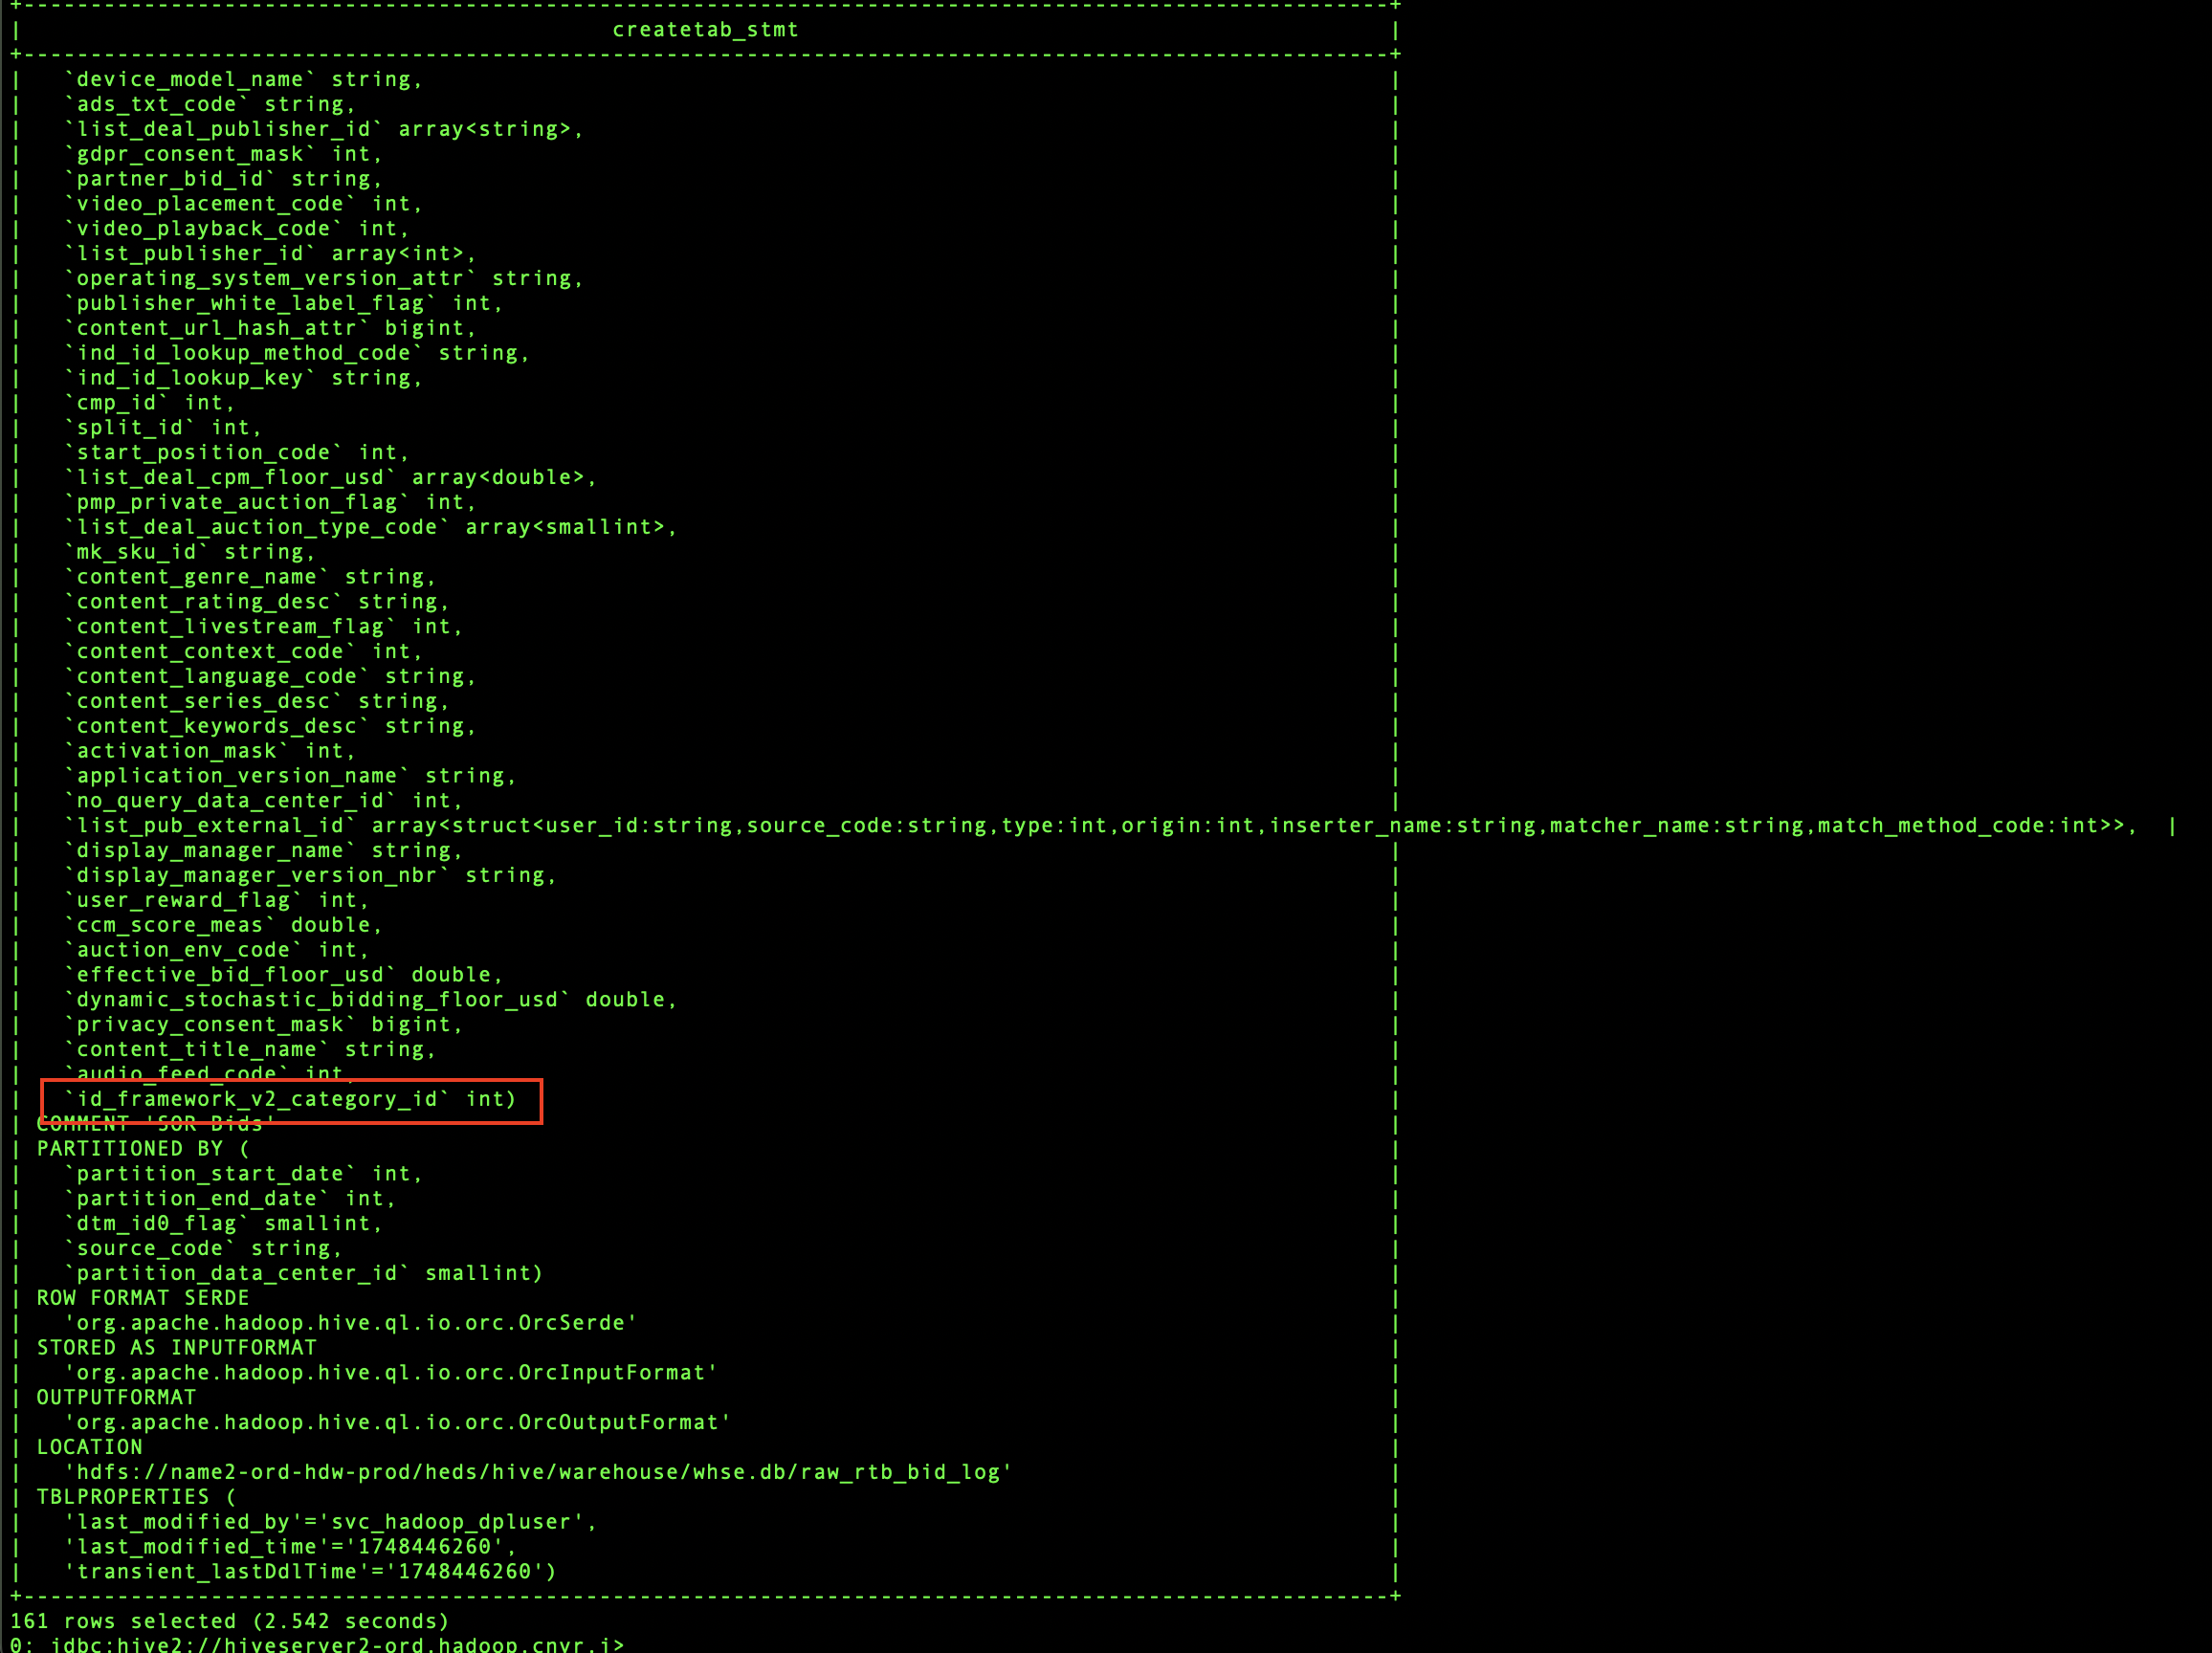 +------------------------------------------------------------------------------------------------------+
| createtab_stmt |
+------------------------------------------------------------------------------------------------------+
| `device_model_name` string, |
| `ads_txt_code` string, |
| `list_deal_publisher_id` array<string>, |
| `gdpr_consent_mask` int, |
| `partner_bid_id` string, |
| `video_placement_code` int, |
| `video_playback_code` int, |
| `list_publisher_id` array<int>, |
| `operating_system_version_attr` string, |
| `publisher_white_label_flag` int, |
| `content_url_hash_attr` bigint, |
| `ind_id_lookup_method_code` string, |
| `ind_id_lookup_key` string, |
| `cmp_id` int, |
| `split_id` int, |
| `start_position_code` int, |
| `list_deal_cpm_floor_usd` array<double>, |
| `pmp_private_auction_flag` int, |
| `list_deal_auction_type_code` array<smallint>, |
| `mk_sku_id` string, |
| `content_genre_name` string, |
| `content_rating_desc` string, |
| `content_livestream_flag` int, |
| `content_context_code` int, |
| `content_language_code` string, |
| `content_series_desc` string, |
| `content_keywords_desc` string, |
| `activation_mask` int, |
| `application_version_name` string, |
| `no_query_data_center_id` int, |
| `list_pub_external_id` array<struct<user_id:string,source_code:string,type:int,origin:int,inserter_name:string,matcher_name:string,match_method_code:int>>, |
| `display_manager_name` string, |
| `display_manager_version_nbr` string, |
| `user_reward_flag` int, |
| `ccm_score_meas` double, |
| `auction_env_code` int, |
| `effective_bid_floor_usd` double, |
| `dynamic_stochastic_bidding_floor_usd` double, |
| `privacy_consent_mask` bigint, |
| `content_title_name` string, |
| `audio_feed_code` int, |
| `id_framework_v2_category_id` int) |
| COMMENT 'SOR Bids' |
| PARTITIONED BY ( |
| `partition_start_date` int, |
| `partition_end_date` int, |
| `dtm_id0_flag` smallint, |
| `source_code` string, |
| `partition_data_center_id` smallint) |
| ROW FORMAT SERDE |
| 'org.apache.hadoop.hive.ql.io.orc.OrcSerde' |
| STORED AS INPUTFORMAT |
| 'org.apache.hadoop.hive.ql.io.orc.OrcInputFormat' |
| OUTPUTFORMAT |
| 'org.apache.hadoop.hive.ql.io.orc.OrcOutputFormat' |
| LOCATION |
| 'hdfs://name2-ord-hdw-prod/heds/hive/warehouse/whse.db/raw_rtb_bid_log' |
| TBLPROPERTIES ( |
| 'last_modified_by'='svc_hadoop_dpluser', |
| 'last_modified_time'='1748446260', |
| 'transient_lastDdlTime'='1748446260') |
+------------------------------------------------------------------------------------------------------+
161 rows selected (2.542 seconds)
0: jdbc:hive2://hiveserver2-ord.hadoop.cnvr.i>